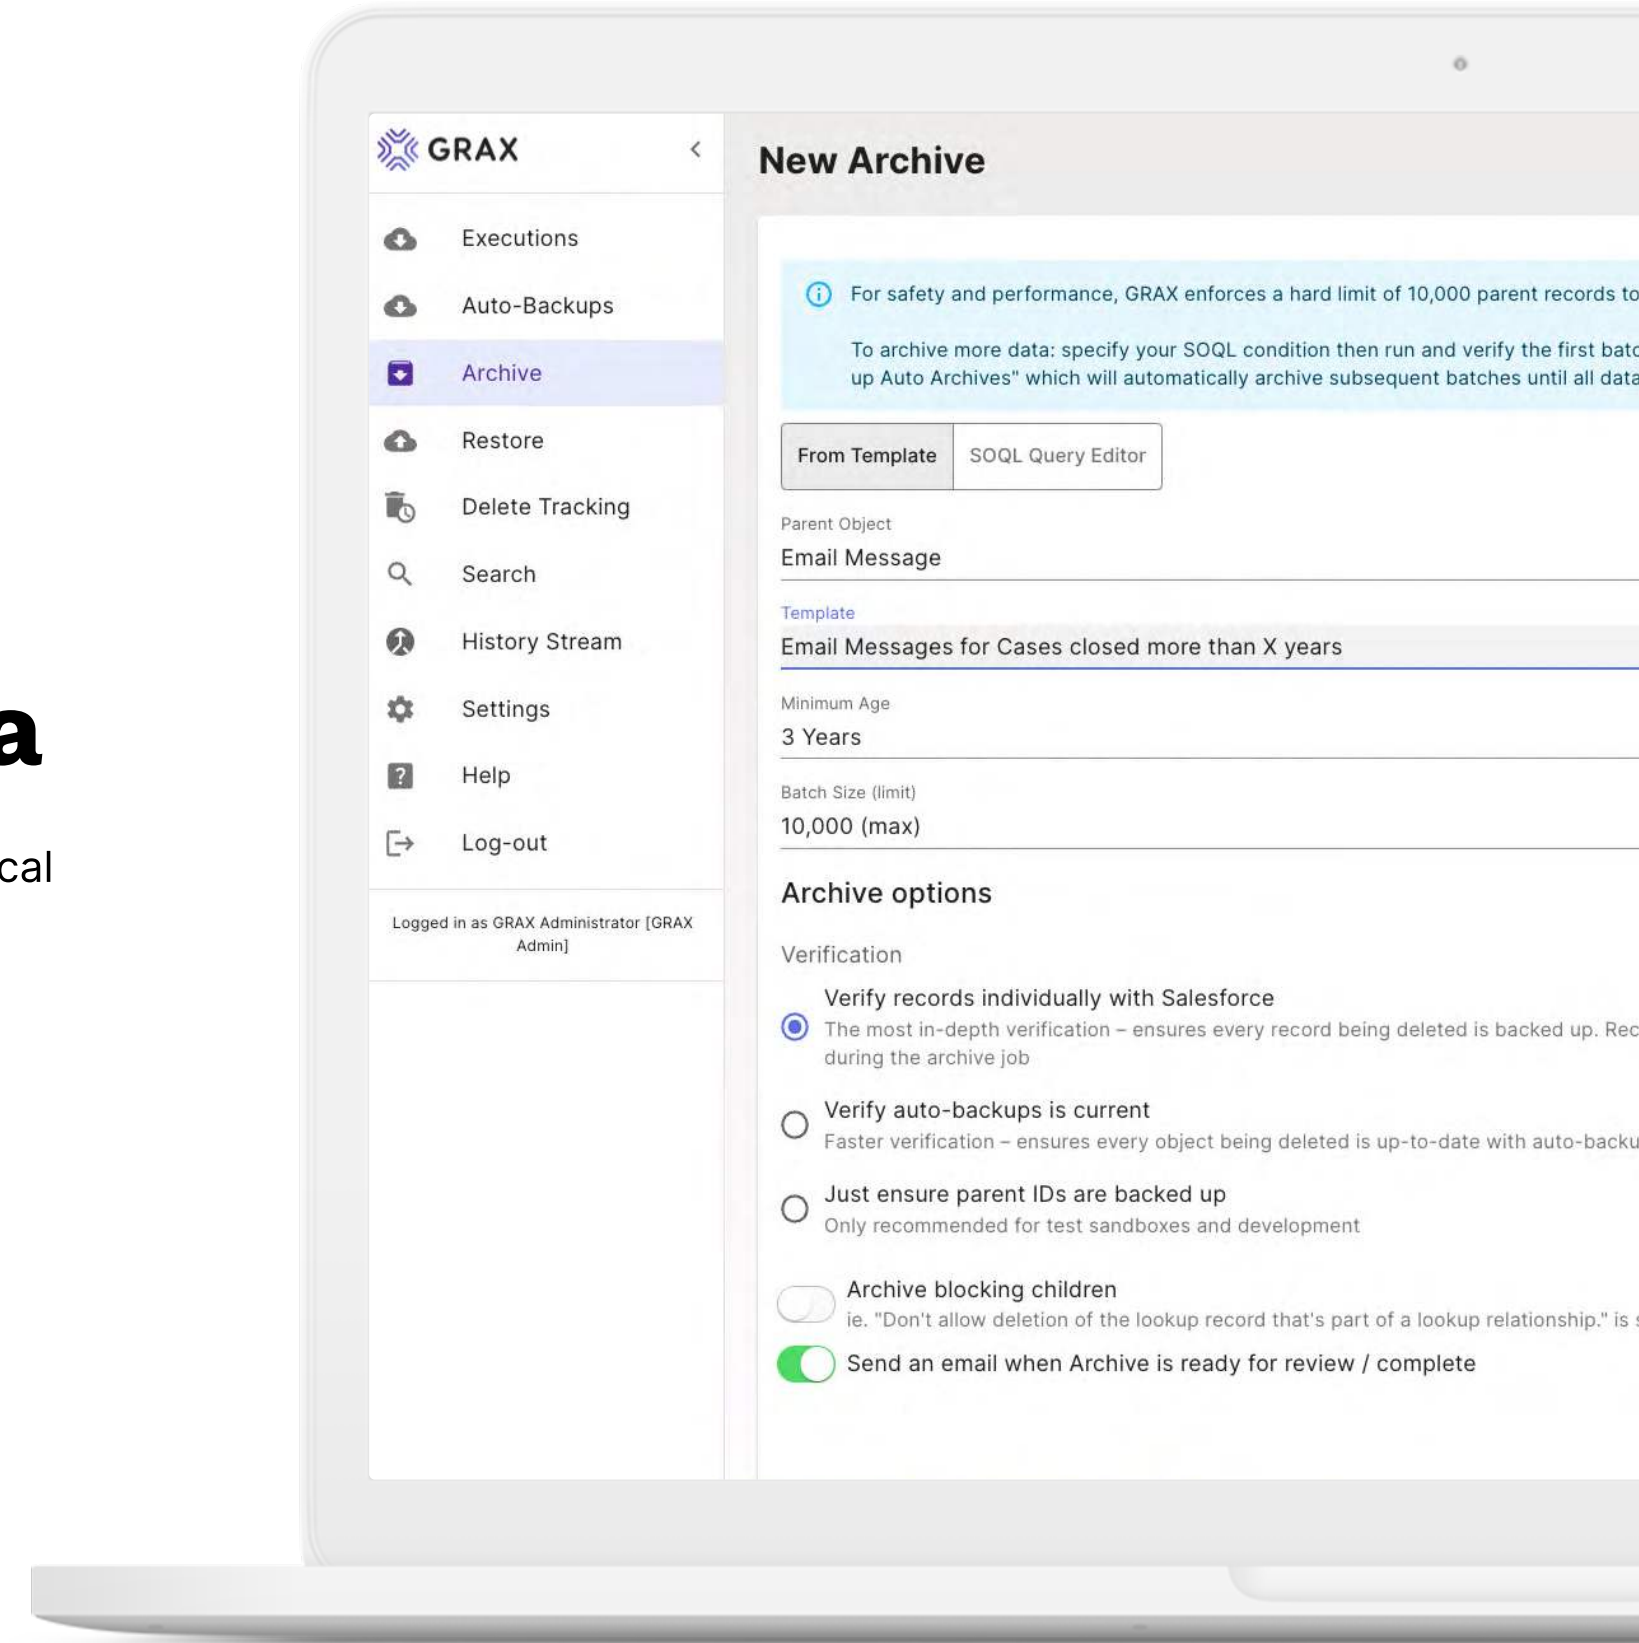 a
cal
GRAX
Executions
Auto-Backups
Archive
Restore
Delete Tracking
Search
History Stream
Settings
Help
Log-out
Logged in as GRAX Administrator [GRAX
Admin]
New Archive
For safety and performance, GRAX enforces a hard limit of 10,000 parent records to
To archive more data: specify your SOQL condition then run and verify the first batc
up Auto Archives" which will automatically archive subsequent batches until all data
From Template
SOQL Query Editor
Parent Object
Email Message
Template
Email Messages for Cases closed more than X years
Minimum Age
3 Years
Batch Size (limit)
10,000 (max)
Archive options
Verification
Verify records individually with Salesforce
The most in-depth verification – ensures every record being deleted is backed up. Rec
during the archive job
Verify auto-backups is current
Faster verification – ensures every object being deleted is up-to-date with auto-backu
Just ensure parent IDs are backed up
Only recommended for test sandboxes and development
Archive blocking children
ie. "Don't allow deletion of the lookup record that's part of a lookup relationship." is s
Send an email when Archive is ready for review / complete